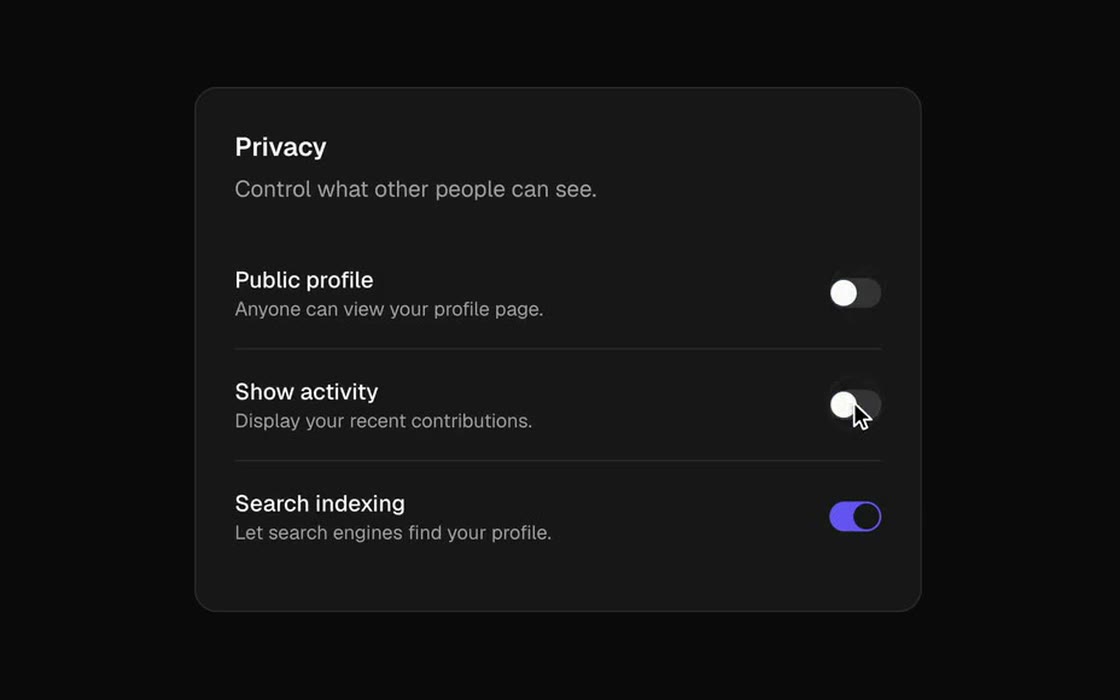 Privacy
Control what other people can see.
Public profile
Anyone can view your profile page.
Show activity
Display your recent contributions.
Search indexing
Let search engines find your profile.